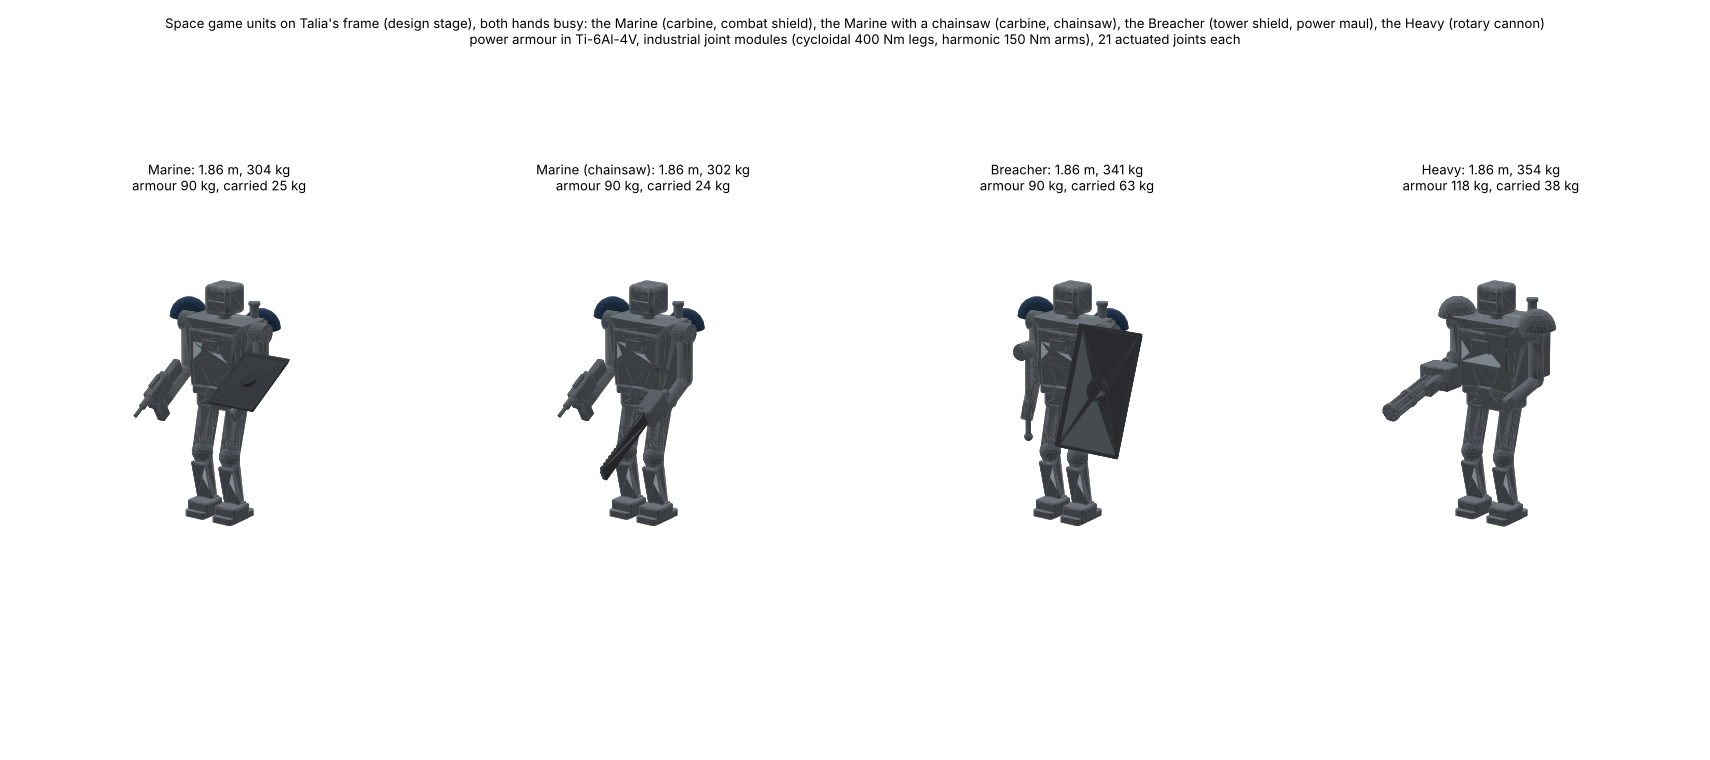 Space game units on Talia's frame (design stage), both hands busy: the Marine (carbine, combat shield), the Marine with a chainsaw (carbine, chainsaw), the Breacher (tower shield, power maul), the Heavy (rotary cannon)
power armour in Ti-6Al-4V, industrial joint modules (cycloidal 400 Nm legs, harmonic 150 Nm arms), 21 actuated joints each
Marine: 1.86 m, 304 kg
armour 90 kg, carried 25 kg
Marine (chainsaw): 1.86 m, 302 kg
armour 90 kg, carried 24 kg
Breacher: 1.86 m, 341 kg
armour 90 kg, carried 63 kg
Heavy: 1.86 m, 354 kg
armour 118 kg, carried 38 kg